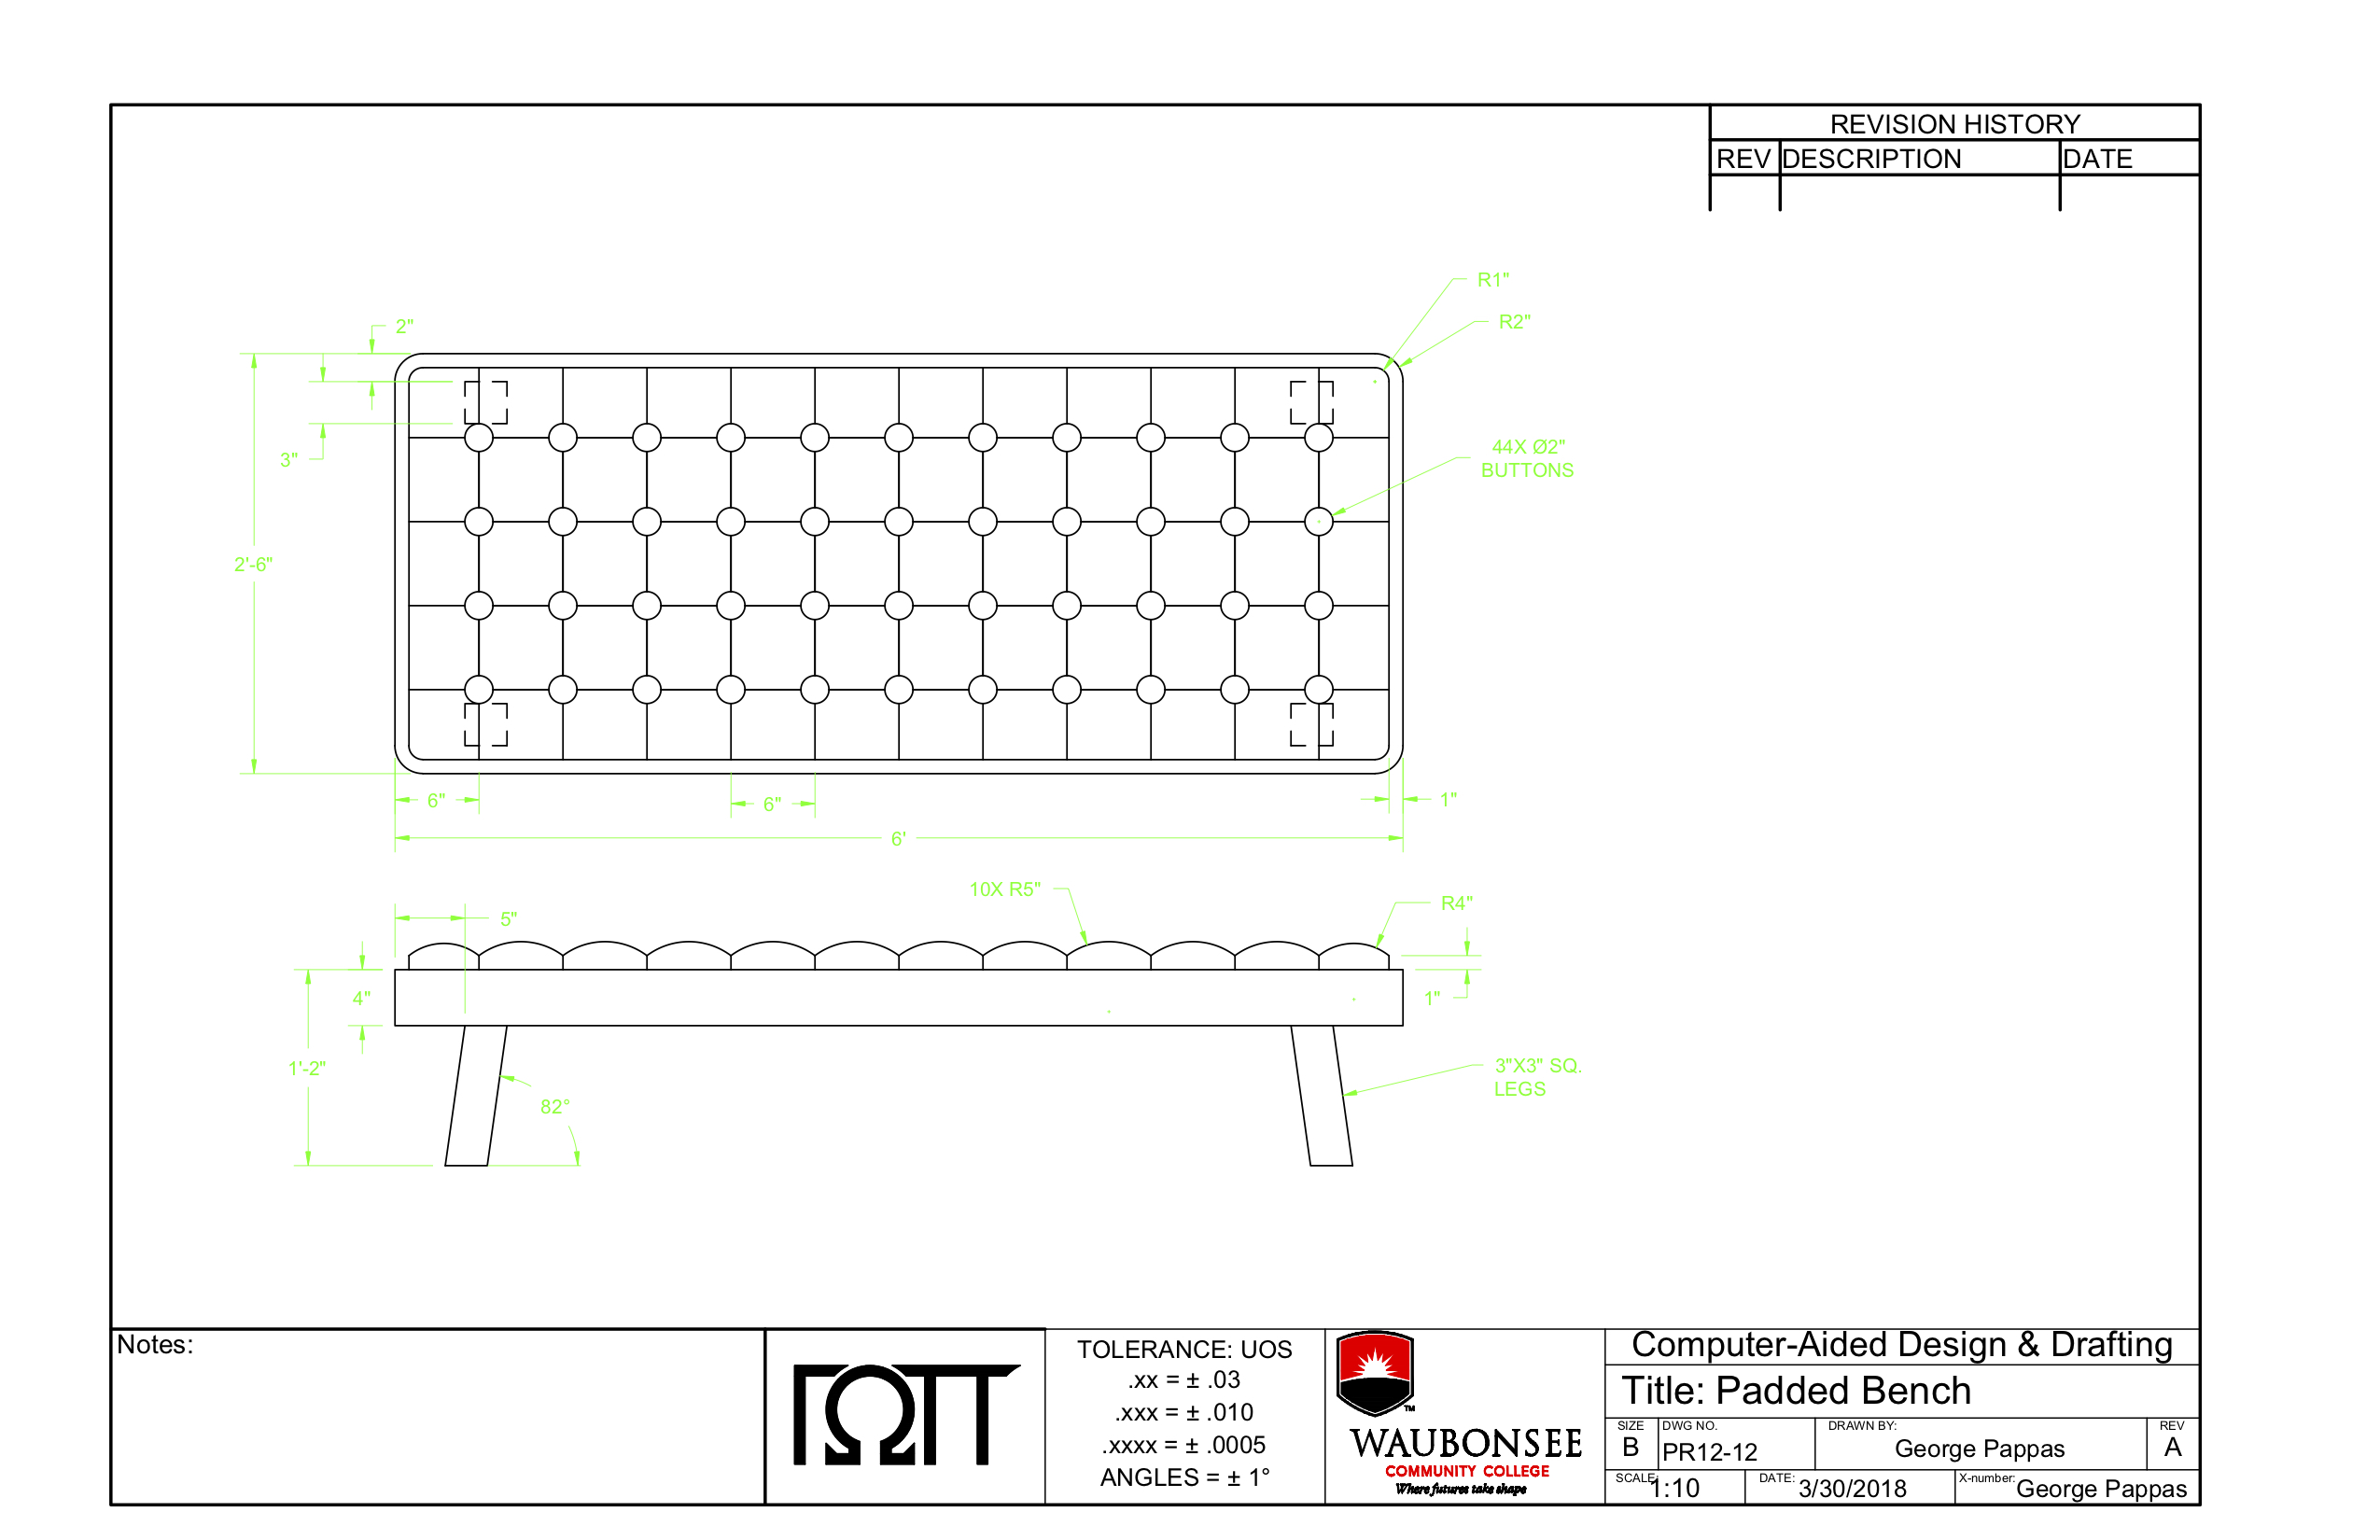 REVISION HISTORY
REV DESCRIPTION DATE
R1"
R2"
2"
3"
44X Ø2"
BUTTONS
2'-6"
6" 6" 1"
6'
10X R5"
R4"
5"
4"
1"
1'-2"
82°
3"X3" SQ.
LEGS
Notes:
TOLERANCE: UOS
.xx = ± .03
.xxx = ± .010
.xxxx = ± .0005
ANGLES = ± 1°
TM
WAUBONSEE
COMMUNITY COLLEGE
Where futures take shape
Computer-Aided Design & Drafting
Title: Padded Bench
SIZE DWG NO. DRAWN BY: REV
B PR12-12 George Pappas A
SCALE: DATE: X-number:
1:10 3/30/2018 George Pappas